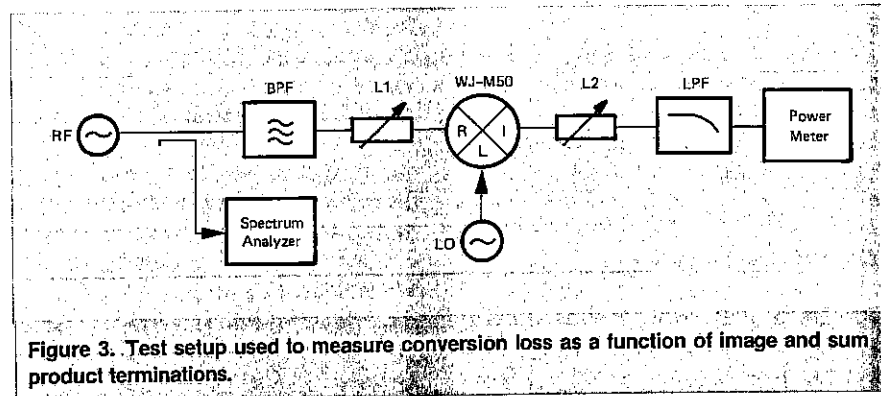 BPF
L1
WJ-M50
L2
LPF
RF
R
I
L
Power
Meter
Spectrum
Analyzer
LO
Figure 3. Test setup used to measure conversion loss as a function of image and sum
product terminations.